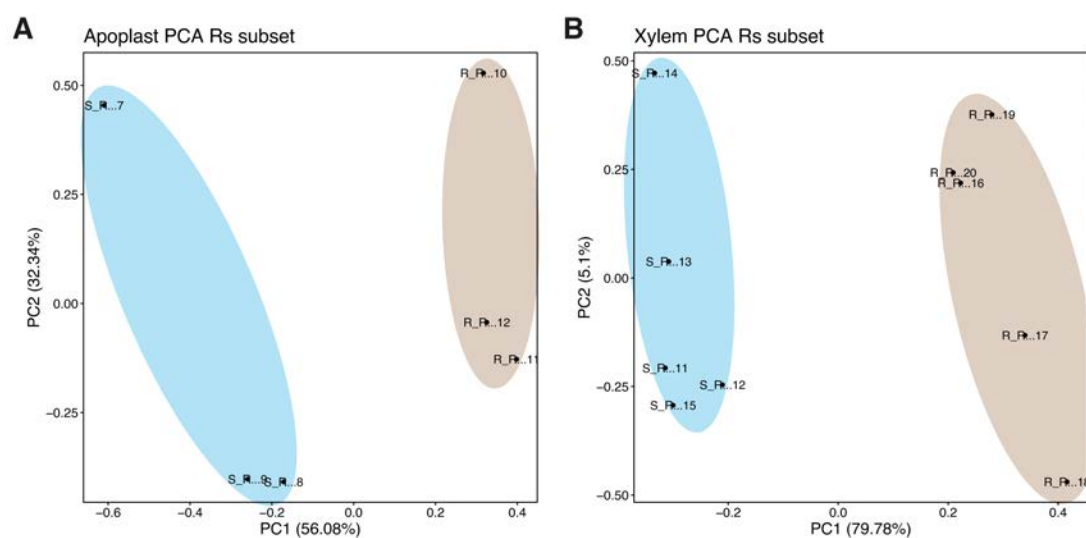 A
Apoplast PCA Rs subset
R_R...10
0.50
S_R...7
0.25
PC2 (32.34%)
0.00
R_R...12
R_R...11
−0.25
S_R...9
S_R...8
−0.6
−0.4
−0.2
0.0
0.2
0.4
PC1 (56.08%)
B
Xylem PCA Rs subset
0.50
S_R...14
R_R...19
0.25
R_R...20
R_R...16
PC2 (5.1%)
S_R...13
0.00
R_R...17
S_R...11
S_R...12
−0.25
S_R...15
R_R...18
−0.50
−0.2
0.0
0.2
0.4
PC1 (79.78%)